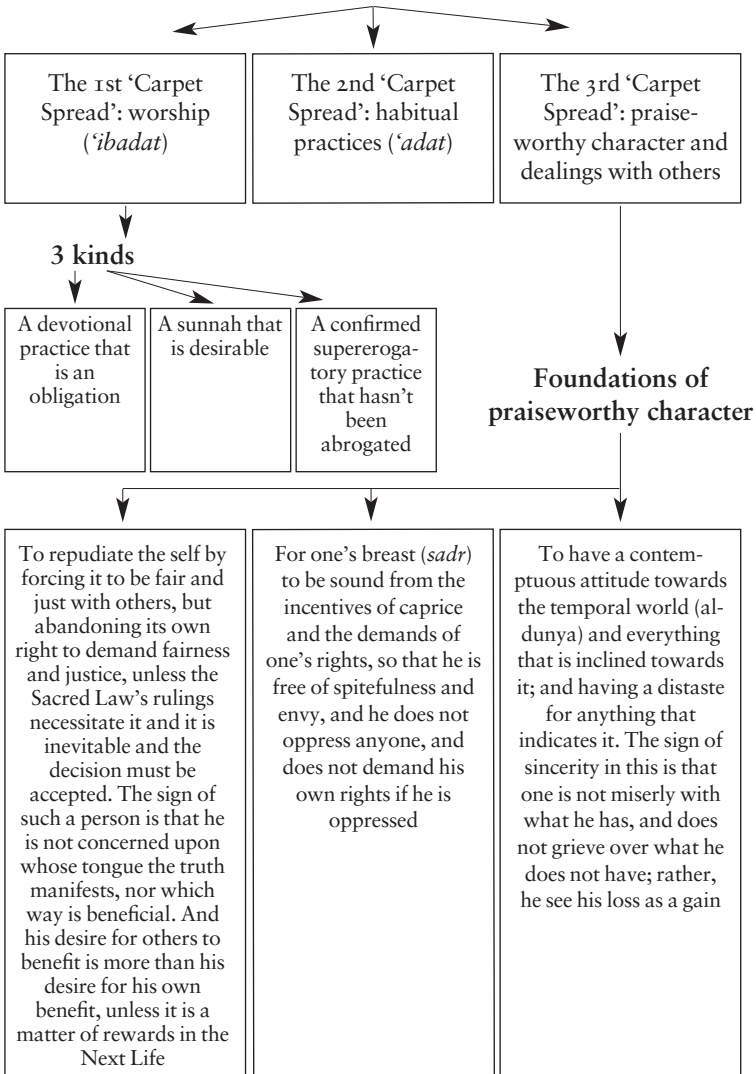 The 1st ‘Carpet
Spread’: worship
(‘ibadat)
The 2nd ‘Carpet
Spread’: habitual
practices (‘adat)
The 3rd ‘Carpet
Spread’: praise-
worthy character and
dealings with others
3 kinds
A devotional
practice that
is an
obligation
A sunnah that
is desirable
A confirmed
supereroga-
tory practice
that hasn’t
been
abrogated
Foundations of
praiseworthy character
To repudiate the self by
forcing it to be fair and
just with others, but
abandoning its own
right to demand fairness
and justice, unless the
Sacred Law’s rulings
necessitate it and it is
inevitable and the
decision must be
accepted. The sign of
such a person is that he
is not concerned upon
whose tongue the truth
manifests, nor which
way is beneficial. And
his desire for others to
benefit is more than his
desire for his own
benefit, unless it is a
matter of rewards in the
Next Life
For one’s breast (sadr)
to be sound from the
incentives of caprice
and the demands of
one’s rights, so that he is
free of spitefulness and
envy, and he does not
oppress anyone, and
does not demand his
own rights if he is
oppressed
To have a contem-
ptuous attitude towards
the temporal world (al-
dunya) and everything
that is inclined towards
it; and having a distaste
for anything that
indicates it. The sign of
sincerity in this is that
one is not miserly with
what he has, and does
not grieve over what he
does not have; rather,
he see his loss as a gain